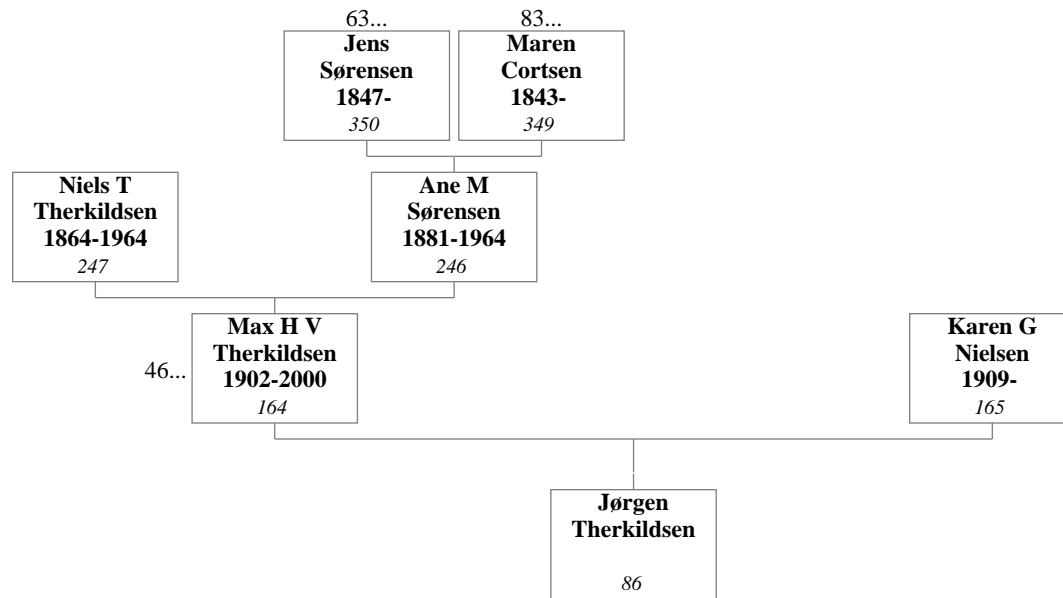 63...
83...
Jens
Sørensen
1847-
350
Maren
Cortsen
1843-
349
Niels T
Therkildsen
1864-1964
247
Ane M
Sørensen
1881-1964
246
46...
Max H V
Therkildsen
1902-2000
164
Karen G
Nielsen
1909-
165
Jørgen
Therkildsen
86